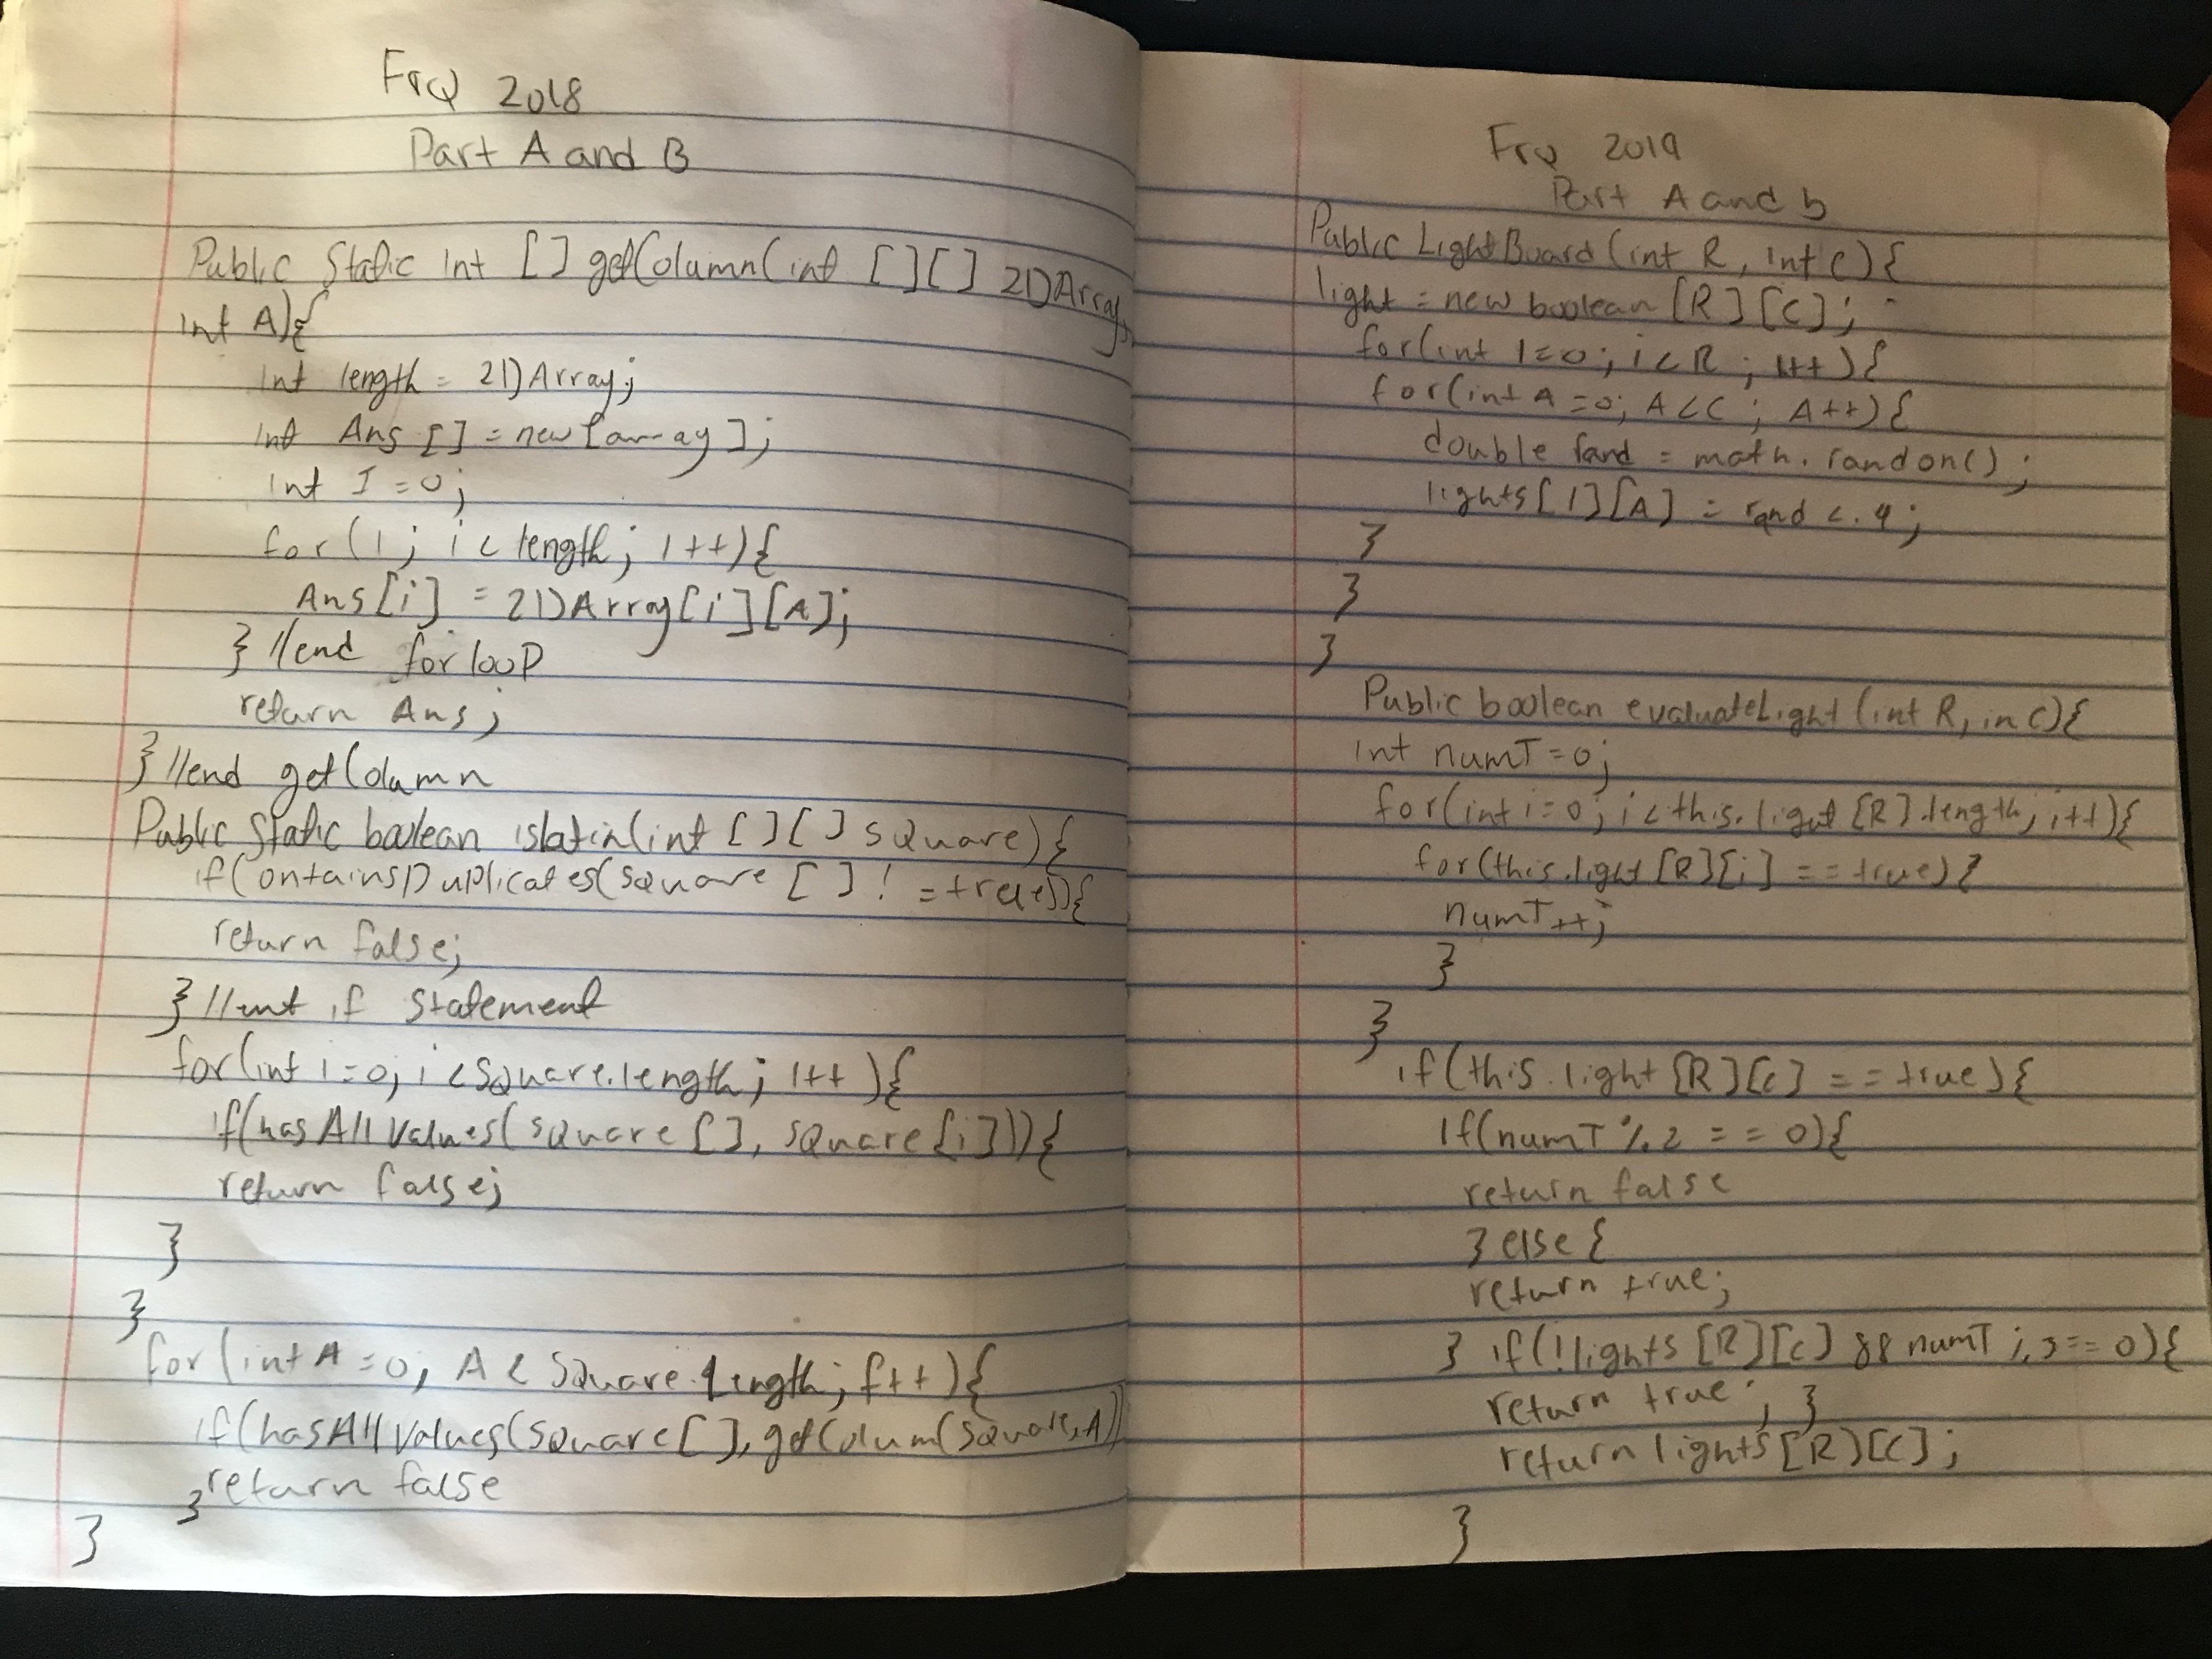 FrQ 2018
Part A and B
Public Static int [ ] getColumn(int [ ][ ] 2DArray,
int A){
int length = 2DArray;
int Ans [ ] = new [array];
int I = 0;
for (i; i < length; i++){
Ans[i] = 2DArray[i][A];
} //end for loop
return Ans;
} //end getColumn
Public Static boolean islatin(int [ ][ ] square){
if(ContainsDuplicates(square [ ] != true)){
return false;
} //end if Statement
for(int i=0; i < Square.length; i++){
if(hasAllValues(square[ ], square[i])){
return false;
}
}
for(int A = 0; A < Square.length; f++){
if(hasAllValues(square[ ], getColum(Square,A))
return false
}
}
FrQ 2019
Part A and b
Public LightBoard(int R, int C){
light = new boolean [R][C];
for(int i=0; i<R; i++){
for(int A=0; A<C; A++){
double rand = math.random();
lights[i][A] = rand <.4;
}
}
}
Public boolean evaluateLight(int R, in C){
int numT=0;
for(int i=0; i<this.light[R].length; i++){
for(this.light[R][i] == true){
numT++;
}
}
if(this.light[R][C] == true){
if(numT % 2 == 0){
return false
} else {
return true;
} if(!lights[R][C] && numT % 3 == 0){
return true; }
return lights[R][C];
}